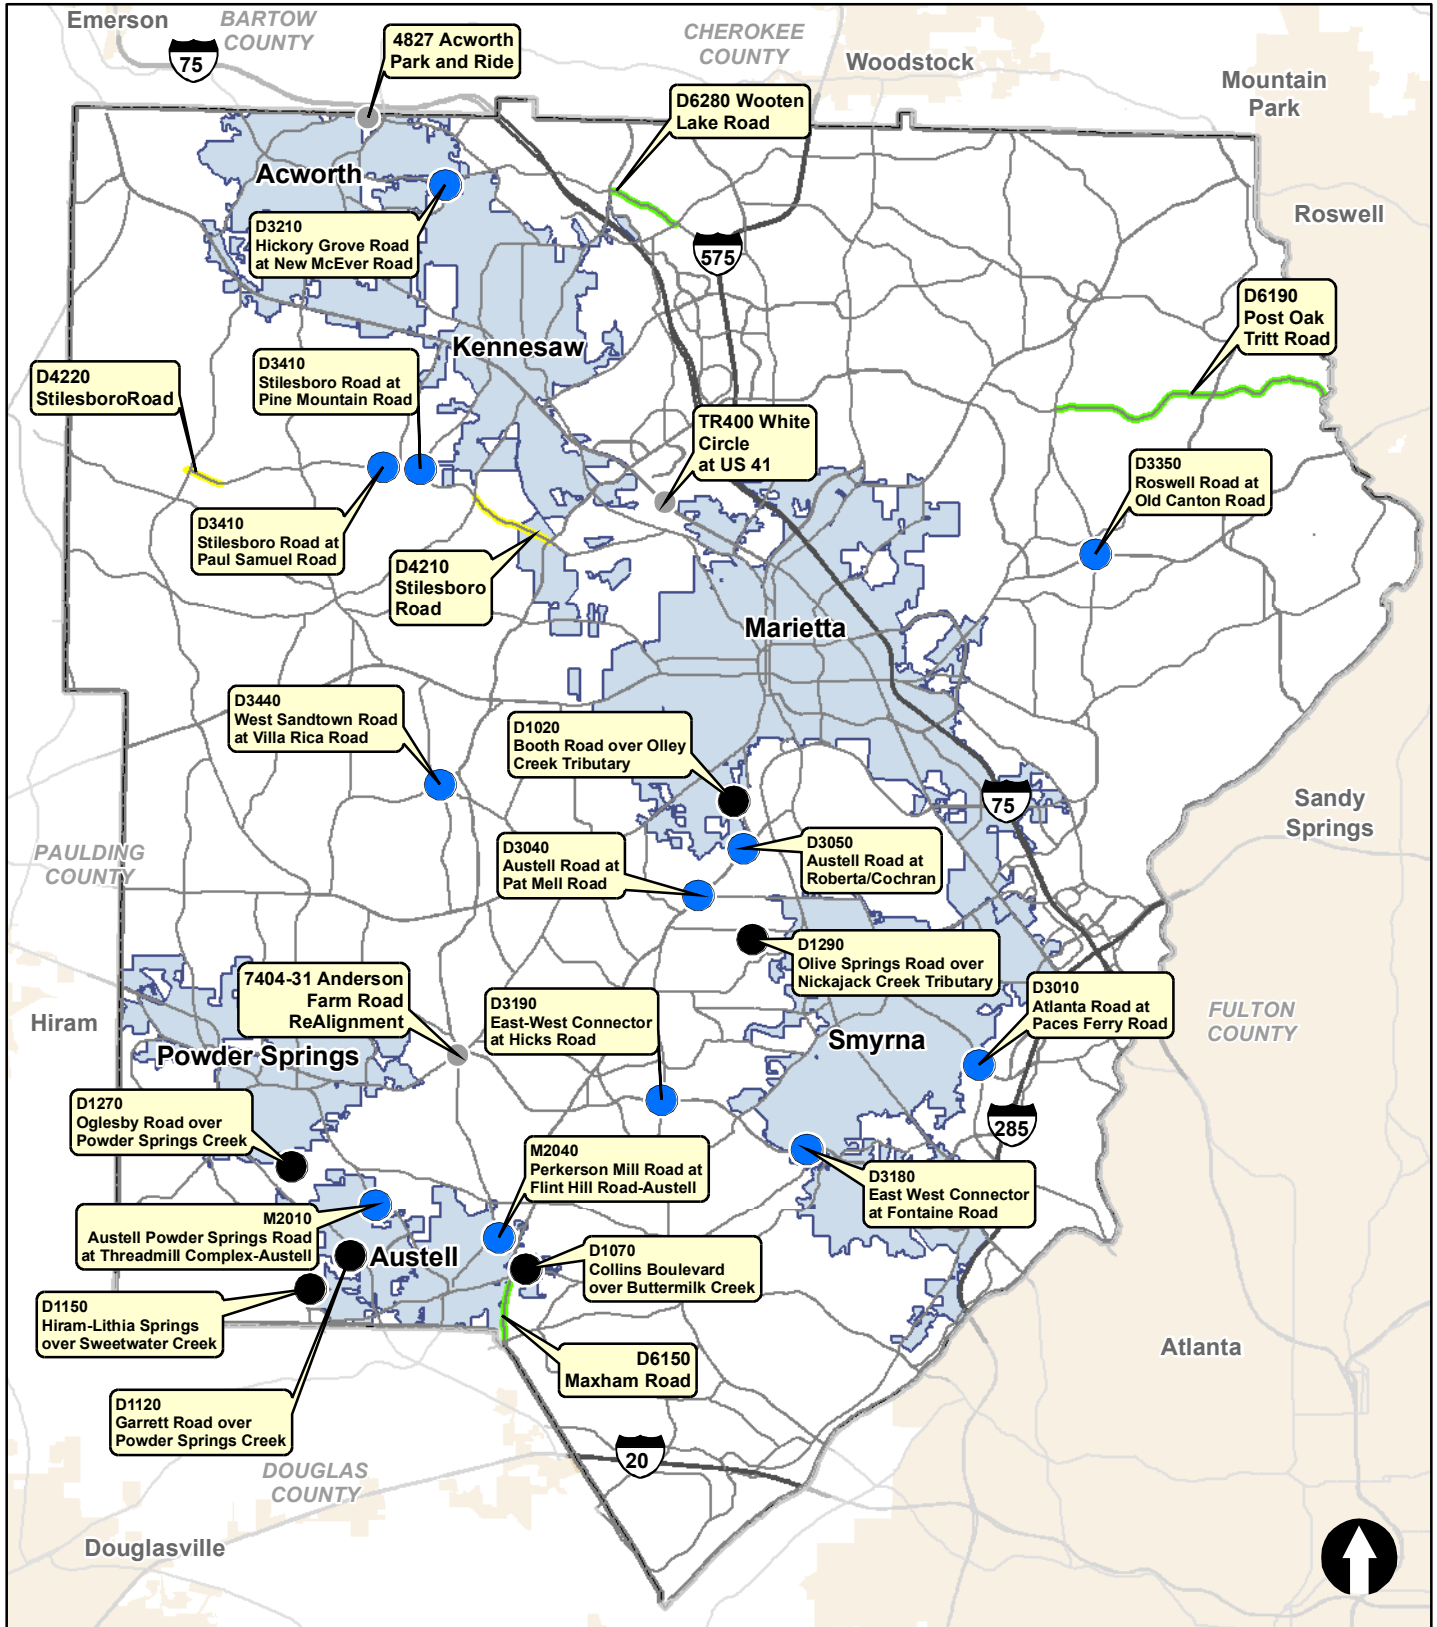 Emerson
BARTOW
COUNTY
75
4827 Acworth
Park and Ride
CHEROKEE
COUNTY
Woodstock
Mountain
Park
D6280 Wooten
Lake Road
Acworth
Roswell
D3210
Hickory Grove Road
at New McEver Road
575
D6190
Post Oak
Tritt Road
Kennesaw
D4220
StilesboroRoad
D3410
Stilesboro Road at
Pine Mountain Road
TR400 White
Circle
at US 41
D3350
Roswell Road at
Old Canton Road
D3410
Stilesboro Road at
Paul Samuel Road
D4210
Stilesboro
Road
Marietta
D3440
West Sandtown Road
at Villa Rica Road
D1020
Booth Road over Olley
Creek Tributary
75
Sandy
Springs
PAULDING
COUNTY
D3040
Austell Road at
Pat Mell Road
D3050
Austell Road at
Roberta/Cochran
D1290
Olive Springs Road over
Nickajack Creek Tributary
7404-31 Anderson
Farm Road
ReAlignment
D3190
East-West Connector
at Hicks Road
D3010
Atlanta Road at
Paces Ferry Road
Hiram
FULTON
COUNTY
Powder Springs
Smyrna
D1270
Oglesby Road over
Powder Springs Creek
285
M2040
Perkerson Mill Road at
Flint Hill Road-Austell
D3180
East West Connector
at Fontaine Road
M2010
Austell Powder Springs Road
at Threadmill Complex-Austell
Austell
D1070
Collins Boulevard
over Buttermilk Creek
D1150
Hiram-Lithia Springs
over Sweetwater Creek
D6150
Maxham Road
Atlanta
D1120
Garrett Road over
Powder Springs Creek
20
DOUGLAS
COUNTY
Douglasville